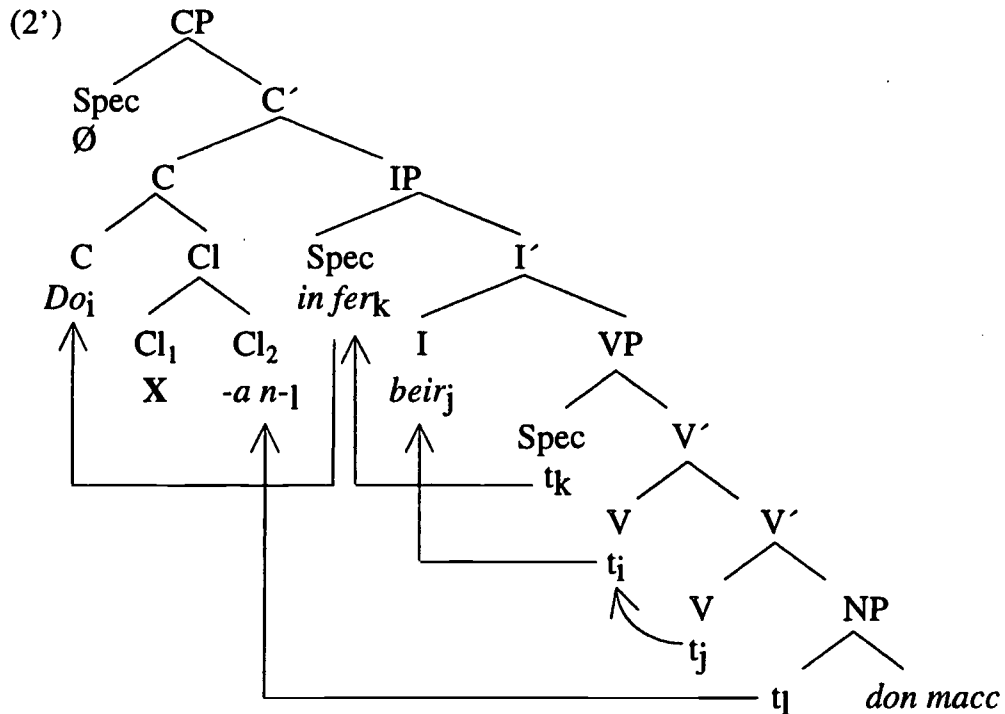 (2’) CP
Spec C´
Ø
C IP
C Cl Spec I´
Doi in ferk
Cl1 Cl2 I VP
X -a n-l beirj
Spec V´
tk
V V´
ti
V NP
tj
tl don macc